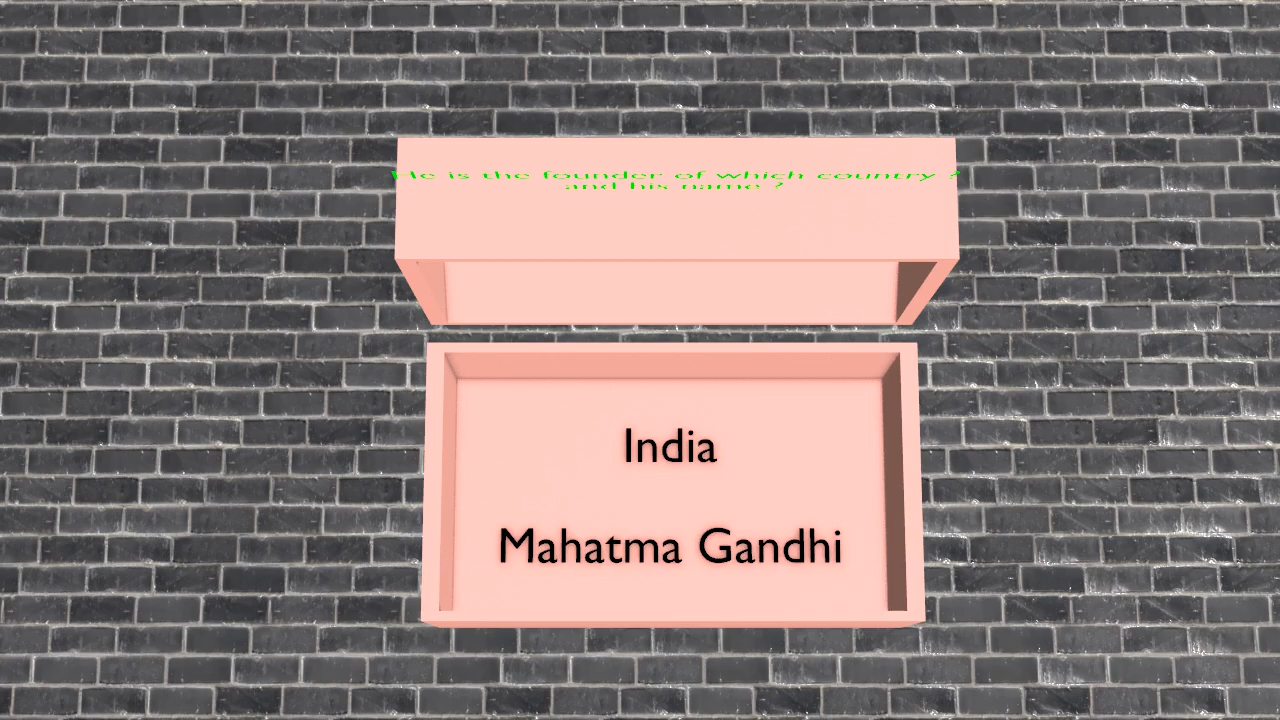 He is the founder of which country ?
and his name ?
India
Mahatma Gandhi